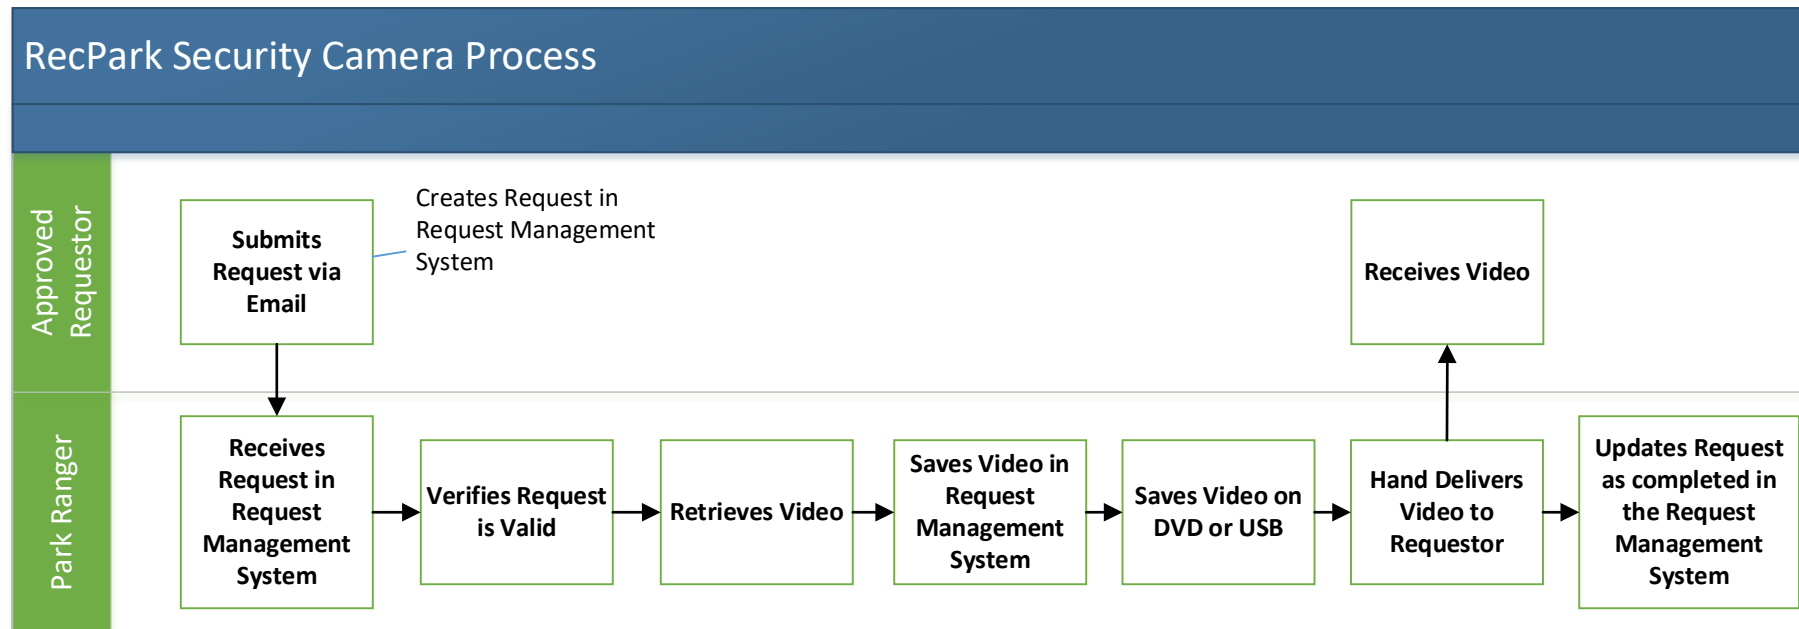 RecPark Security Camera Process
Approved
Requestor
Submits
Request via
Email
Creates Request in
Request Management
System
Receives Video
Park Ranger
Receives
Request in
Request
Management
System
Verifies Request
is Valid
Retrieves Video
Saves Video in
Request
Management
System
Saves Video on
DVD or USB
Hand Delivers
Video to
Requestor
Updates Request
as completed in
the Request
Management
System